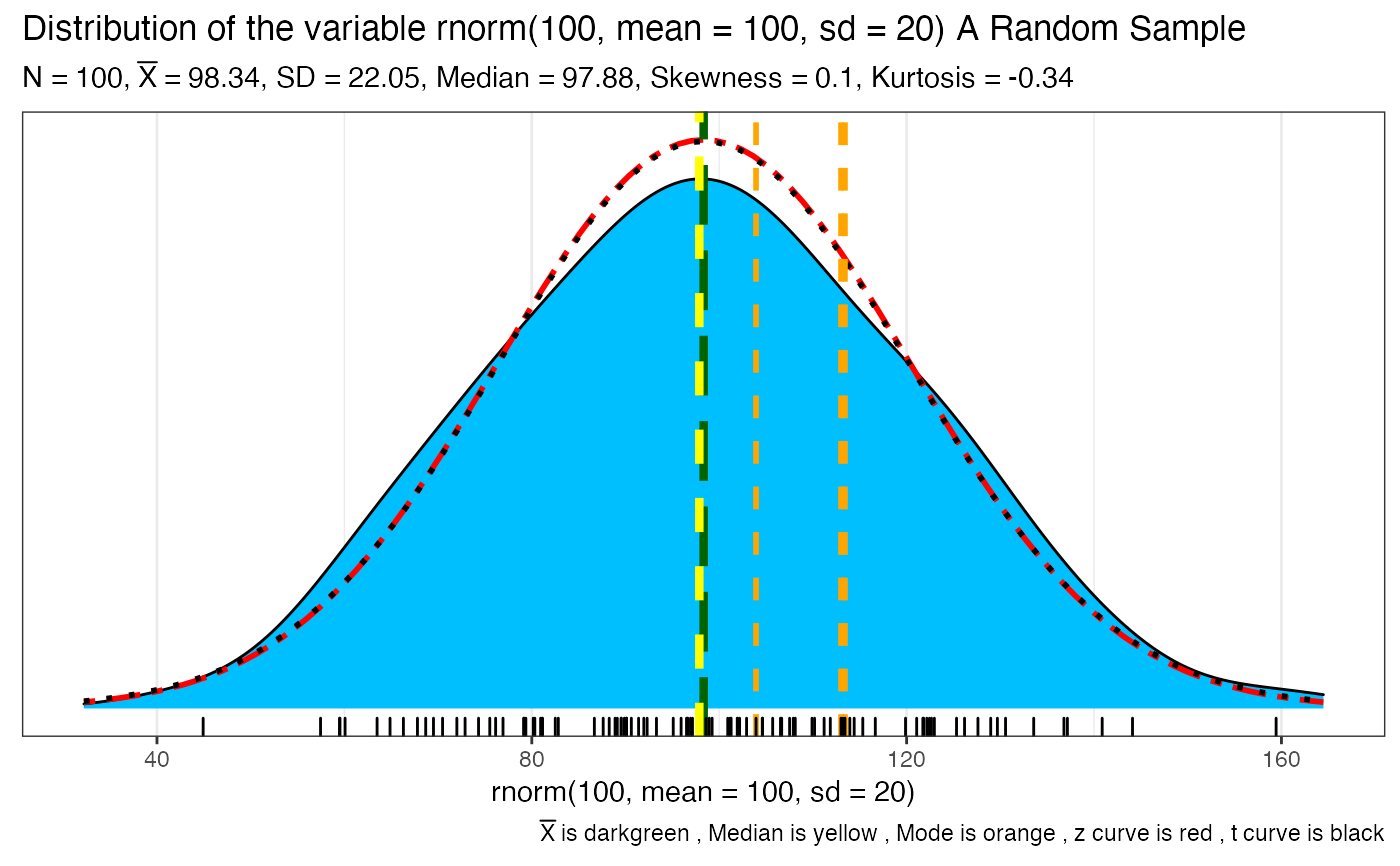 Distribution of the variable rnorm(100, mean = 100, sd = 20) A Random Sample
N = 100, X̅ = 98.34, SD = 22.05, Median = 97.88, Skewness = 0.1, Kurtosis = -0.34
40 80 120 160
rnorm(100, mean = 100, sd = 20)
X̅ is darkgreen , Median is yellow , Mode is orange , z curve is red , t curve is black